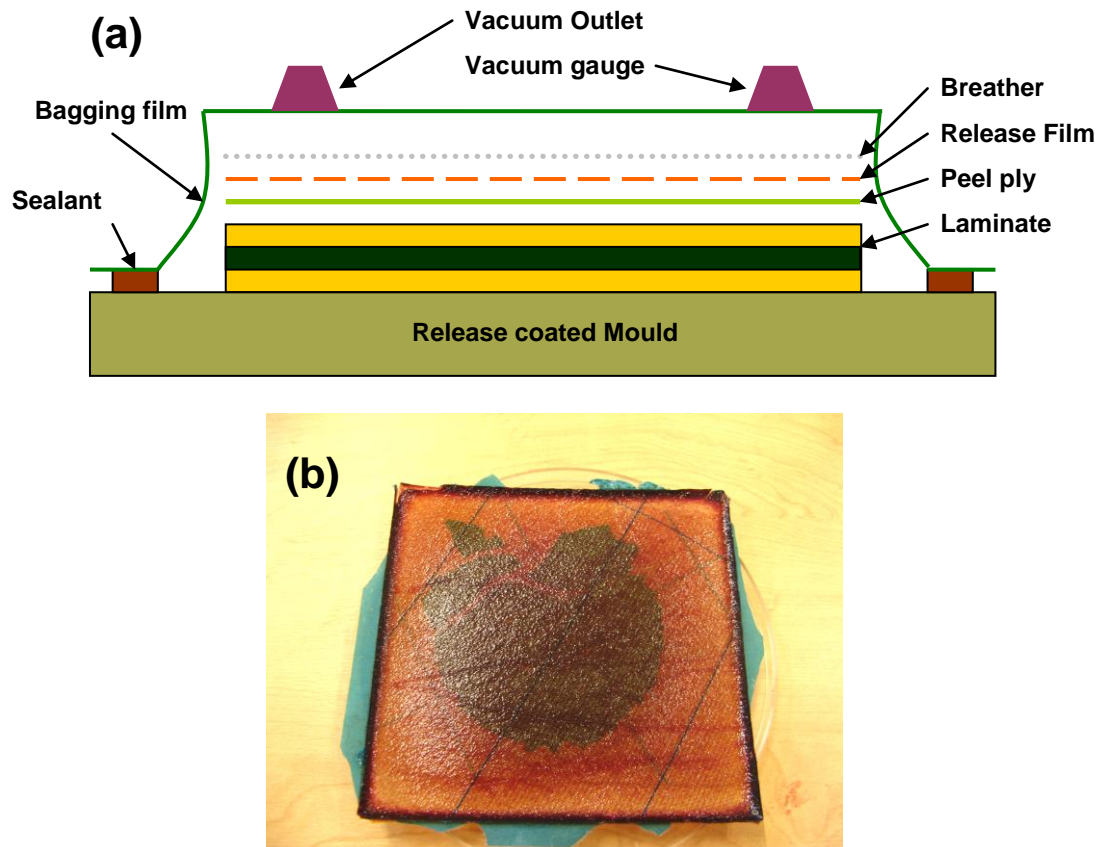 (a)
Vacuum Outlet
Vacuum gauge
Bagging film
Breather
Release Film
Sealant
Peel ply
Laminate
Release coated Mould
(b)